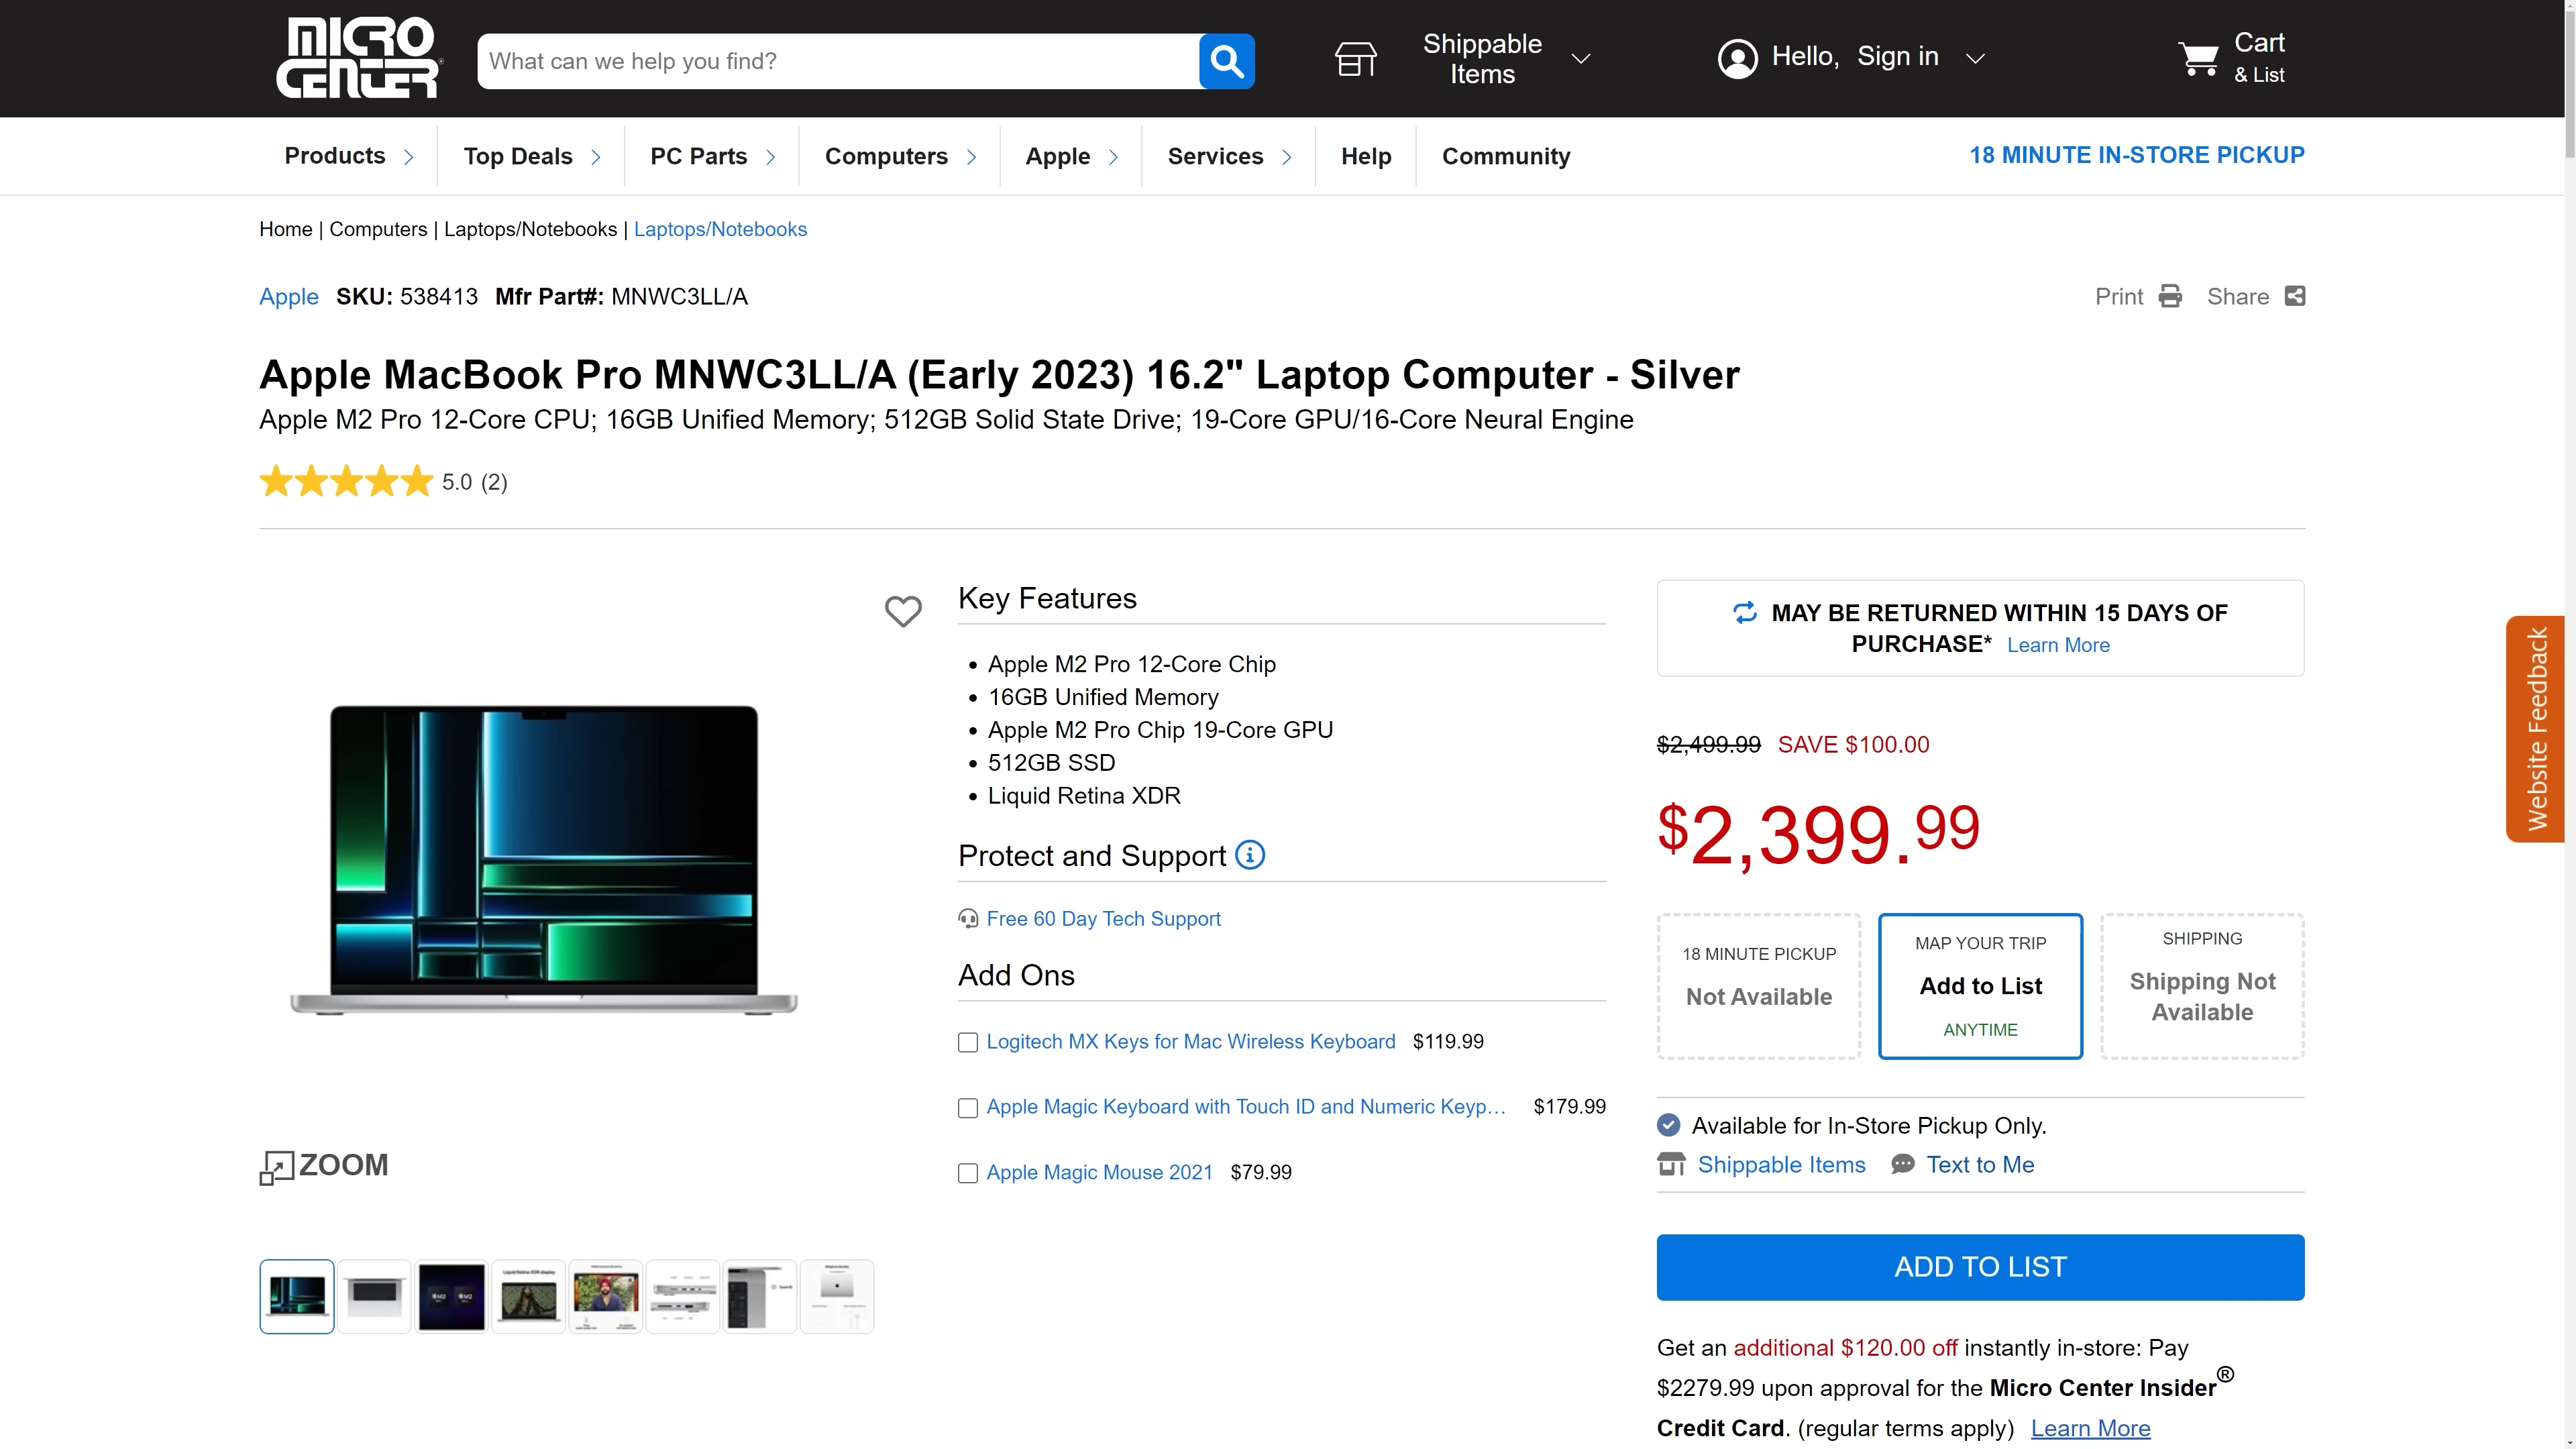 MICRO CENTER
What can we help you find?
Shippable Items
Hello, Sign in
Cart & List
Products
Top Deals
PC Parts
Computers
Apple
Services
Help
Community
18 MINUTE IN-STORE PICKUP
Home | Computers | Laptops/Notebooks | Laptops/Notebooks
Apple SKU: 538413 Mfr Part#: MNWC3LL/A
Print
Share
Apple MacBook Pro MNWC3LL/A (Early 2023) 16.2" Laptop Computer - Silver
Apple M2 Pro 12-Core CPU; 16GB Unified Memory; 512GB Solid State Drive; 19-Core GPU/16-Core Neural Engine
5.0 (2)
ZOOM
Key Features
Apple M2 Pro 12-Core Chip
16GB Unified Memory
Apple M2 Pro Chip 19-Core GPU
512GB SSD
Liquid Retina XDR
Protect and Support
Free 60 Day Tech Support
Add Ons
Logitech MX Keys for Mac Wireless Keyboard $119.99
Apple Magic Keyboard with Touch ID and Numeric Keyp... $179.99
Apple Magic Mouse 2021 $79.99
MAY BE RETURNED WITHIN 15 DAYS OF
PURCHASE* Learn More
$2,499.99 SAVE $100.00
$2,399.99
18 MINUTE PICKUP
Not Available
MAP YOUR TRIP
Add to List
ANYTIME
SHIPPING
Shipping Not
Available
Available for In-Store Pickup Only.
Shippable Items Text to Me
ADD TO LIST
Get an additional $120.00 off instantly in-store: Pay
$2279.99 upon approval for the Micro Center Insider®
Credit Card. (regular terms apply) Learn More
Website Feedback